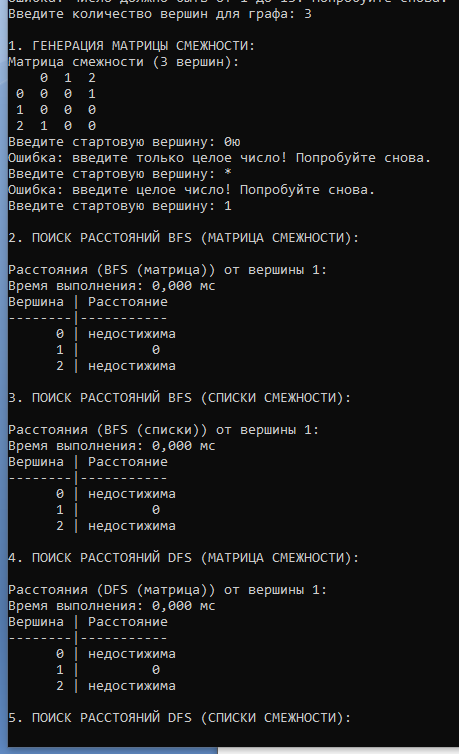 Ошибка: число должно быть от 1 до 15. Попробуйте снова.
Введите количество вершин для графа: 3
1. ГЕНЕРАЦИЯ МАТРИЦЫ СМЕЖНОСТИ:
Матрица смежности (3 вершин):
0 1 2
0 0 0 1
1 0 0 0
2 1 0 0
Введите стартовую вершину: 0ю
Ошибка: введите только целое число! Попробуйте снова.
Введите стартовую вершину: *
Ошибка: введите целое число! Попробуйте снова.
Введите стартовую вершину: 1
2. ПОИСК РАССТОЯНИЙ BFS (МАТРИЦА СМЕЖНОСТИ):
Расстояния (BFS (матрица)) от вершины 1:
Время выполнения: 0,000 мс
Вершина | Расстояние
--------|-----------
0 | недостижима
1 | 0
2 | недостижима
3. ПОИСК РАССТОЯНИЙ BFS (СПИСКИ СМЕЖНОСТИ):
Расстояния (BFS (списки)) от вершины 1:
Время выполнения: 0,000 мс
Вершина | Расстояние
--------|-----------
0 | недостижима
1 | 0
2 | недостижима
4. ПОИСК РАССТОЯНИЙ DFS (МАТРИЦА СМЕЖНОСТИ):
Расстояния (DFS (матрица)) от вершины 1:
Время выполнения: 0,000 мс
Вершина | Расстояние
--------|-----------
0 | недостижима
1 | 0
2 | недостижима
5. ПОИСК РАССТОЯНИЙ DFS (СПИСКИ СМЕЖНОСТИ):